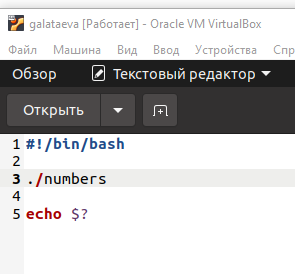 galataeva [Работает] - Oracle VM VirtualBox
Файл Машина Вид Ввод Устройства
Обзор Текстовый редактор
Открыть
1 #!/bin/bash
2
3 ./numbers
4
5 echo $?